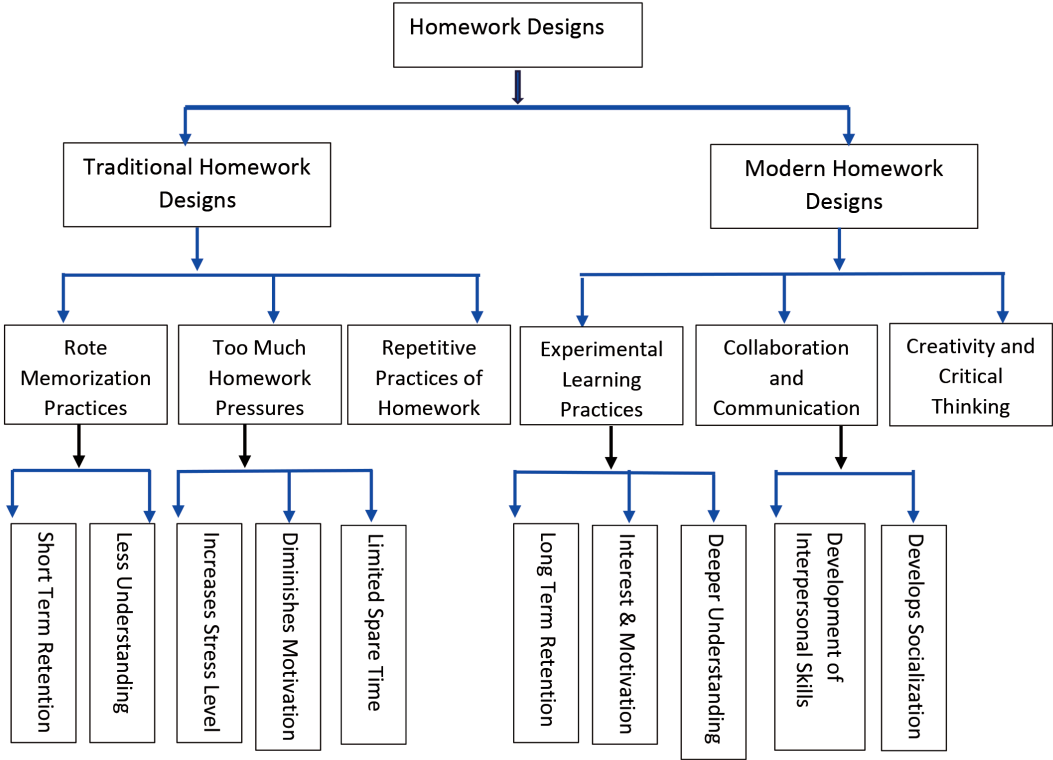 Homework Designs
Traditional Homework
Designs
Modern Homework
Designs
Rote
Memorization
Practices
Too Much
Homework
Pressures
Repetitive
Practices of
Homework
Experimental
Learning
Practices
Collaboration
and
Communication
Creativity and
Critical
Thinking
Short Term Retention
Less Understanding
Increases Stress Level
Diminishes Motivation
Limited Spare Time
Long Term Retention
Interest & Motivation
Deeper Understanding
Development of
Interpersonal Skills
Develops Socialization